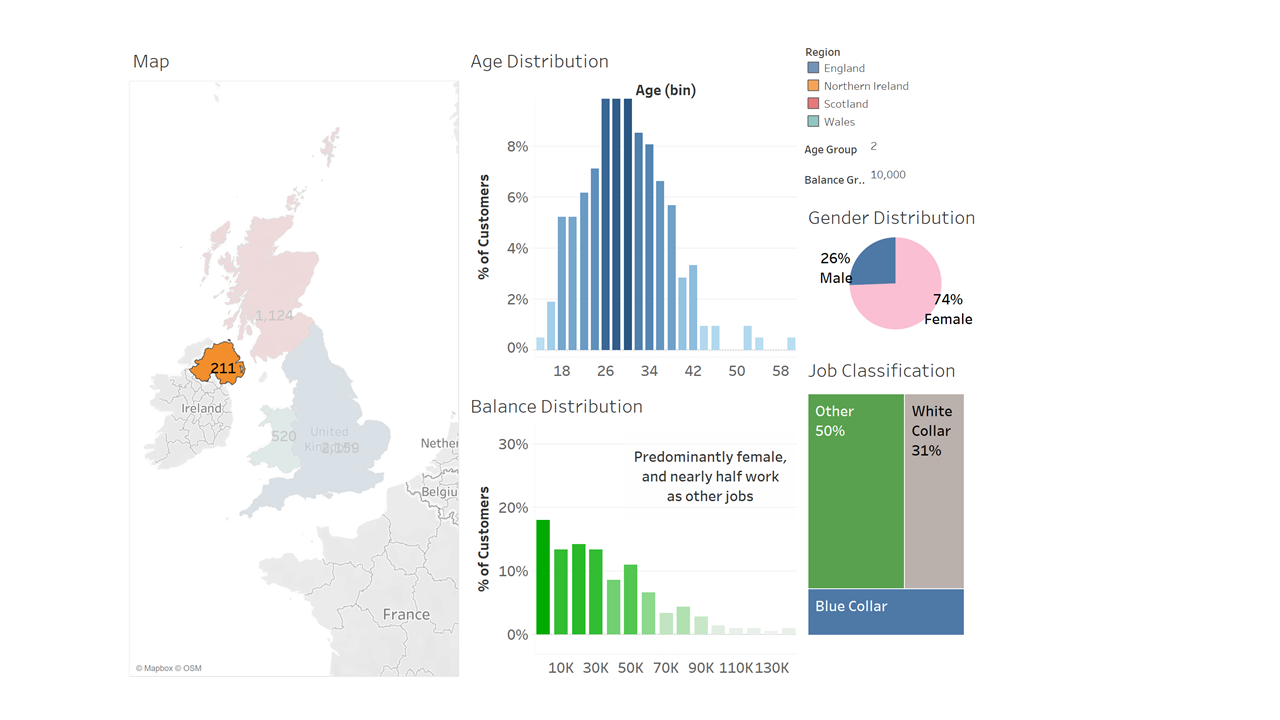 Map
1,124
211
Ireland
520
United
Kingdom
2,159
Nether
Belgiu
France
© Mapbox © OSM
Age Distribution
Age (bin)
% of Customers
8%
6%
4%
2%
0%
18 26 34 42 50 58
Balance Distribution
Predominantly female,
and nearly half work
as other jobs
% of Customers
30%
20%
10%
0%
10K 30K 50K 70K 90K 110K 130K
Region
England
Northern Ireland
Scotland
Wales
Age Group 2
Balance Gr.. 10,000
Gender Distribution
26%
Male
74%
Female
Job Classification
Other
50%
White
Collar
31%
Blue Collar